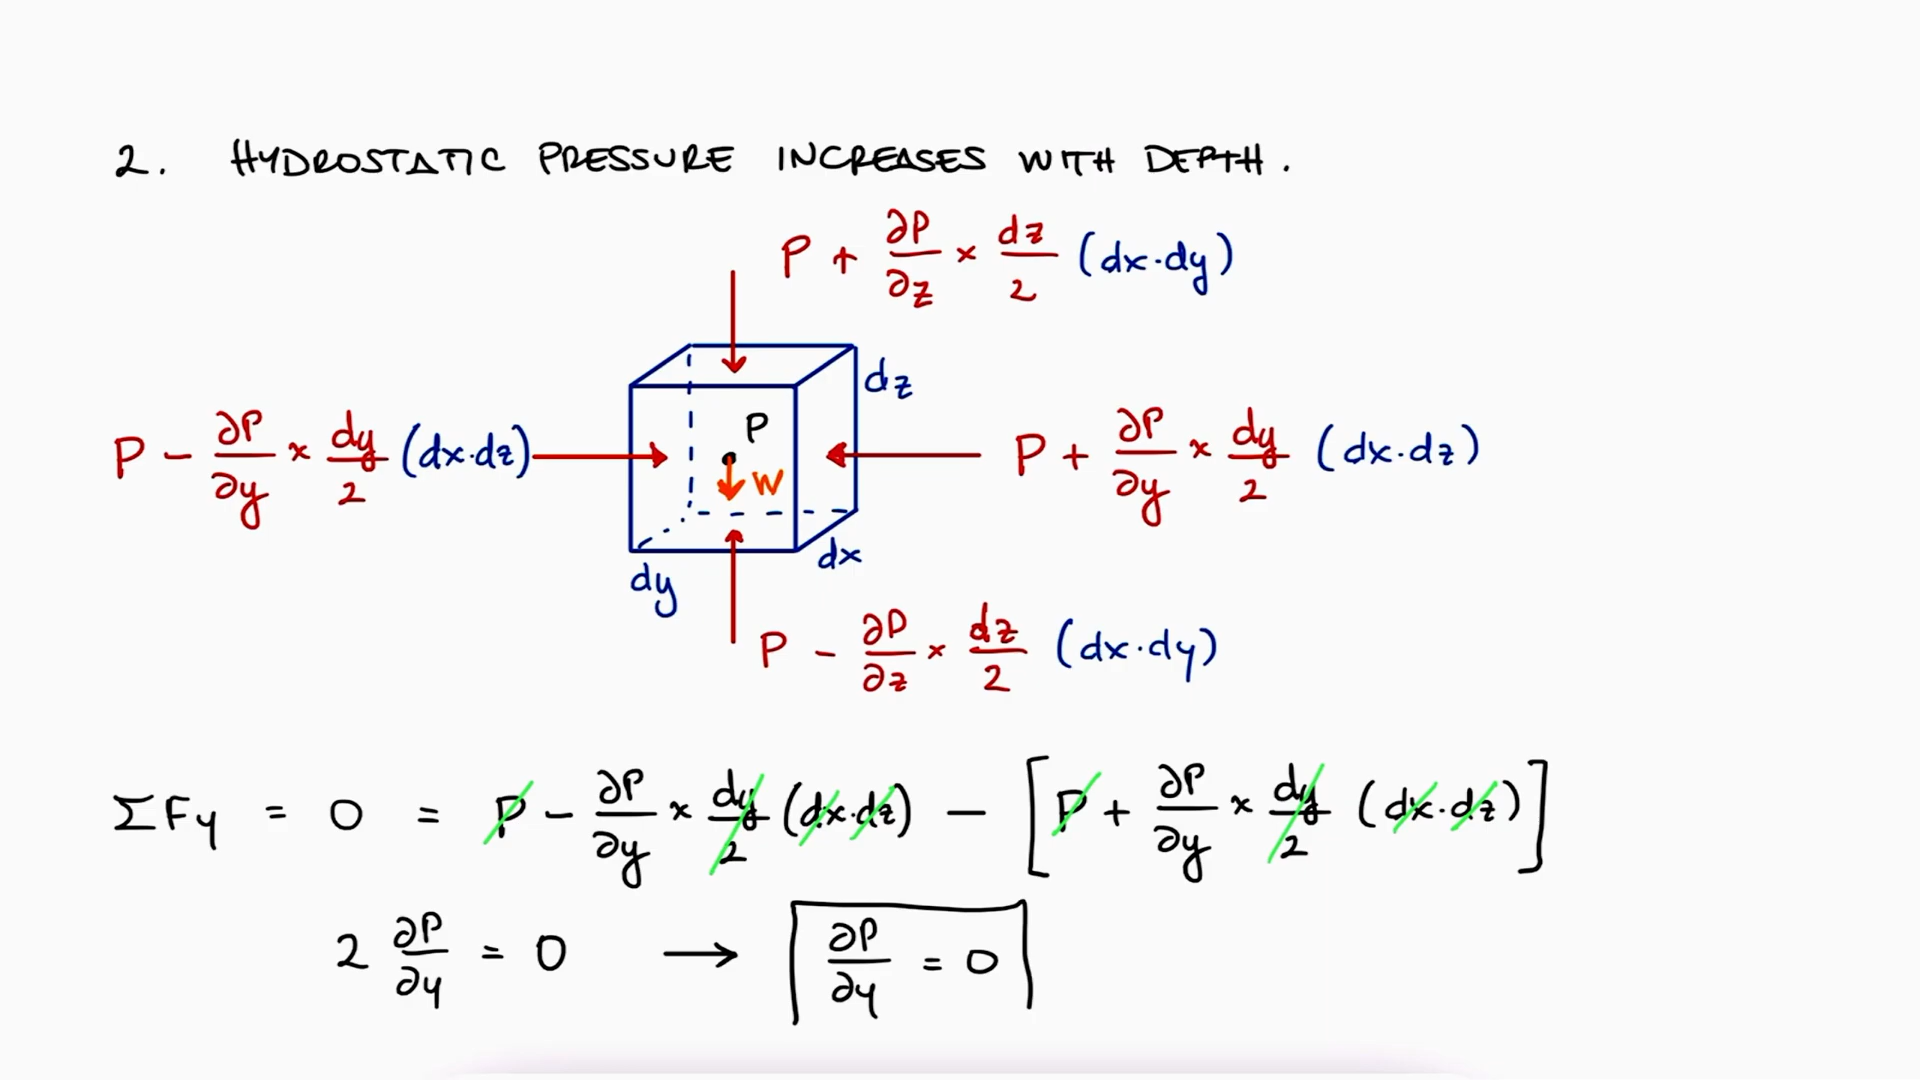 2. HYDROSTATIC PRESSURE INCREASES WITH DEPTH.
P + ∂P/∂z × dz/2 (dx·dy)
dz
P - ∂P/∂y × dy/2 (dx·dz)
P
W
P + ∂P/∂y × dy/2 (dx·dz)
dx
dy
P - ∂P/∂z × dz/2 (dx·dy)
ΣFy = 0 = P - ∂P/∂y × dy/2 (dx·dz) - [P + ∂P/∂y × dy/2 (dx·dz)]
2 ∂P/∂y = 0 → ∂P/∂y = 0